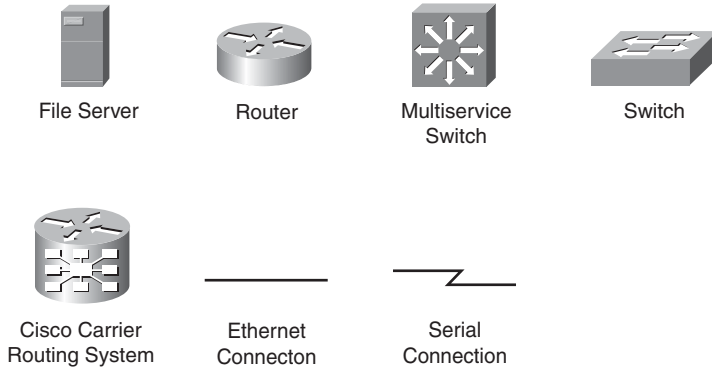 File Server
Router
Multiservice
Switch
Switch
Cisco Carrier
Routing System
Ethernet
Connecton
Serial
Connection